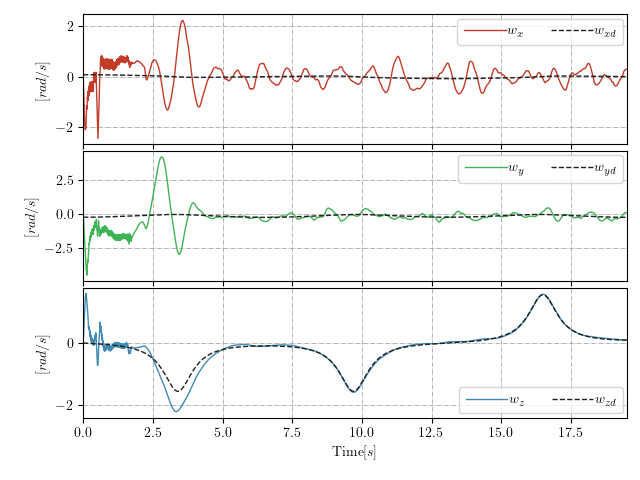 2
0
−2
[rad/s]
w_x w_xd
2.5
0.0
−2.5
[rad/s]
w_y w_yd
0
−2
[rad/s]
w_z w_zd
0.0 2.5 5.0 7.5 10.0 12.5 15.0 17.5
Time[s]